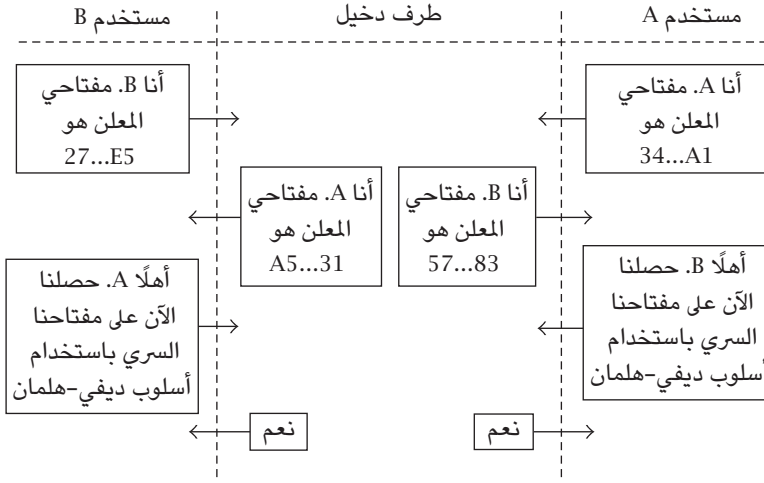 مستخدم A
طرف دخيل
مستخدم B
أنا A. مفتاحي
المعلن هو
34...A1
أنا B. مفتاحي
المعلن هو
27...E5
أنا B. مفتاحي
المعلن هو
57...83
أنا A. مفتاحي
المعلن هو
A5...31
أهلًا B. حصلنا
الآن على مفتاحنا
السري باستخدام
أسلوب ديفي-هلمان
أهلًا A. حصلنا
الآن على مفتاحنا
السري باستخدام
أسلوب ديفي-هلمان
نعم
نعم